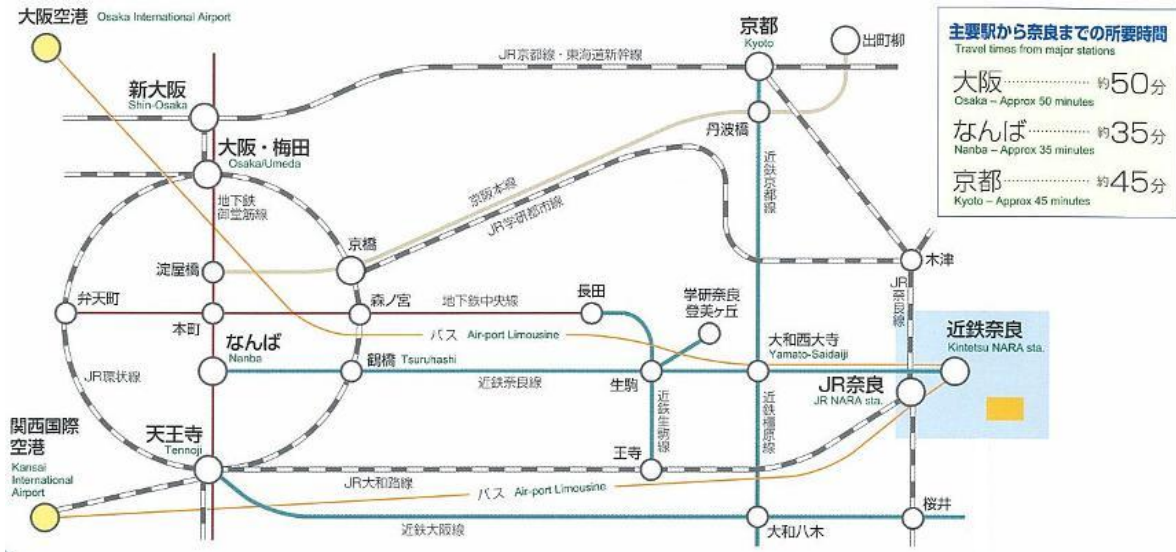 大阪空港 Osaka International Airport
京都
Kyoto
出町柳
JR京都線・東海道新幹線
新大阪
Shin-Osaka
丹波橋
大阪・梅田
Osaka/Umeda
地下鉄
御堂筋線
京阪本線
JR学研都市線
近鉄京都線
京橋
淀屋橋
木津
弁天町
本町
森ノ宮
地下鉄中央線
長田
学研奈良
登美ヶ丘
JR奈良線
バス Air-port Limousine
なんば
Nanba
鶴橋 Tsuruhashi
近鉄奈良線
生駒
大和西大寺
Yamato-Saidaiji
近鉄奈良
Kintetsu NARA sta.
JR環状線
JR奈良
JR NARA sta.
近鉄生駒線
近鉄橿原線
関西国際
空港
Kansai
International
Airport
天王寺
Tennoji
王寺
JR大和路線
バス Air-port Limousine
近鉄大阪線
大和八木
桜井
主要駅から奈良までの所要時間
Travel times from major stations
大阪…………約50分
Osaka – Approx 50 minutes
なんば…………約35分
Nanba – Approx 35 minutes
京都…………約45分
Kyoto – Approx 45 minutes